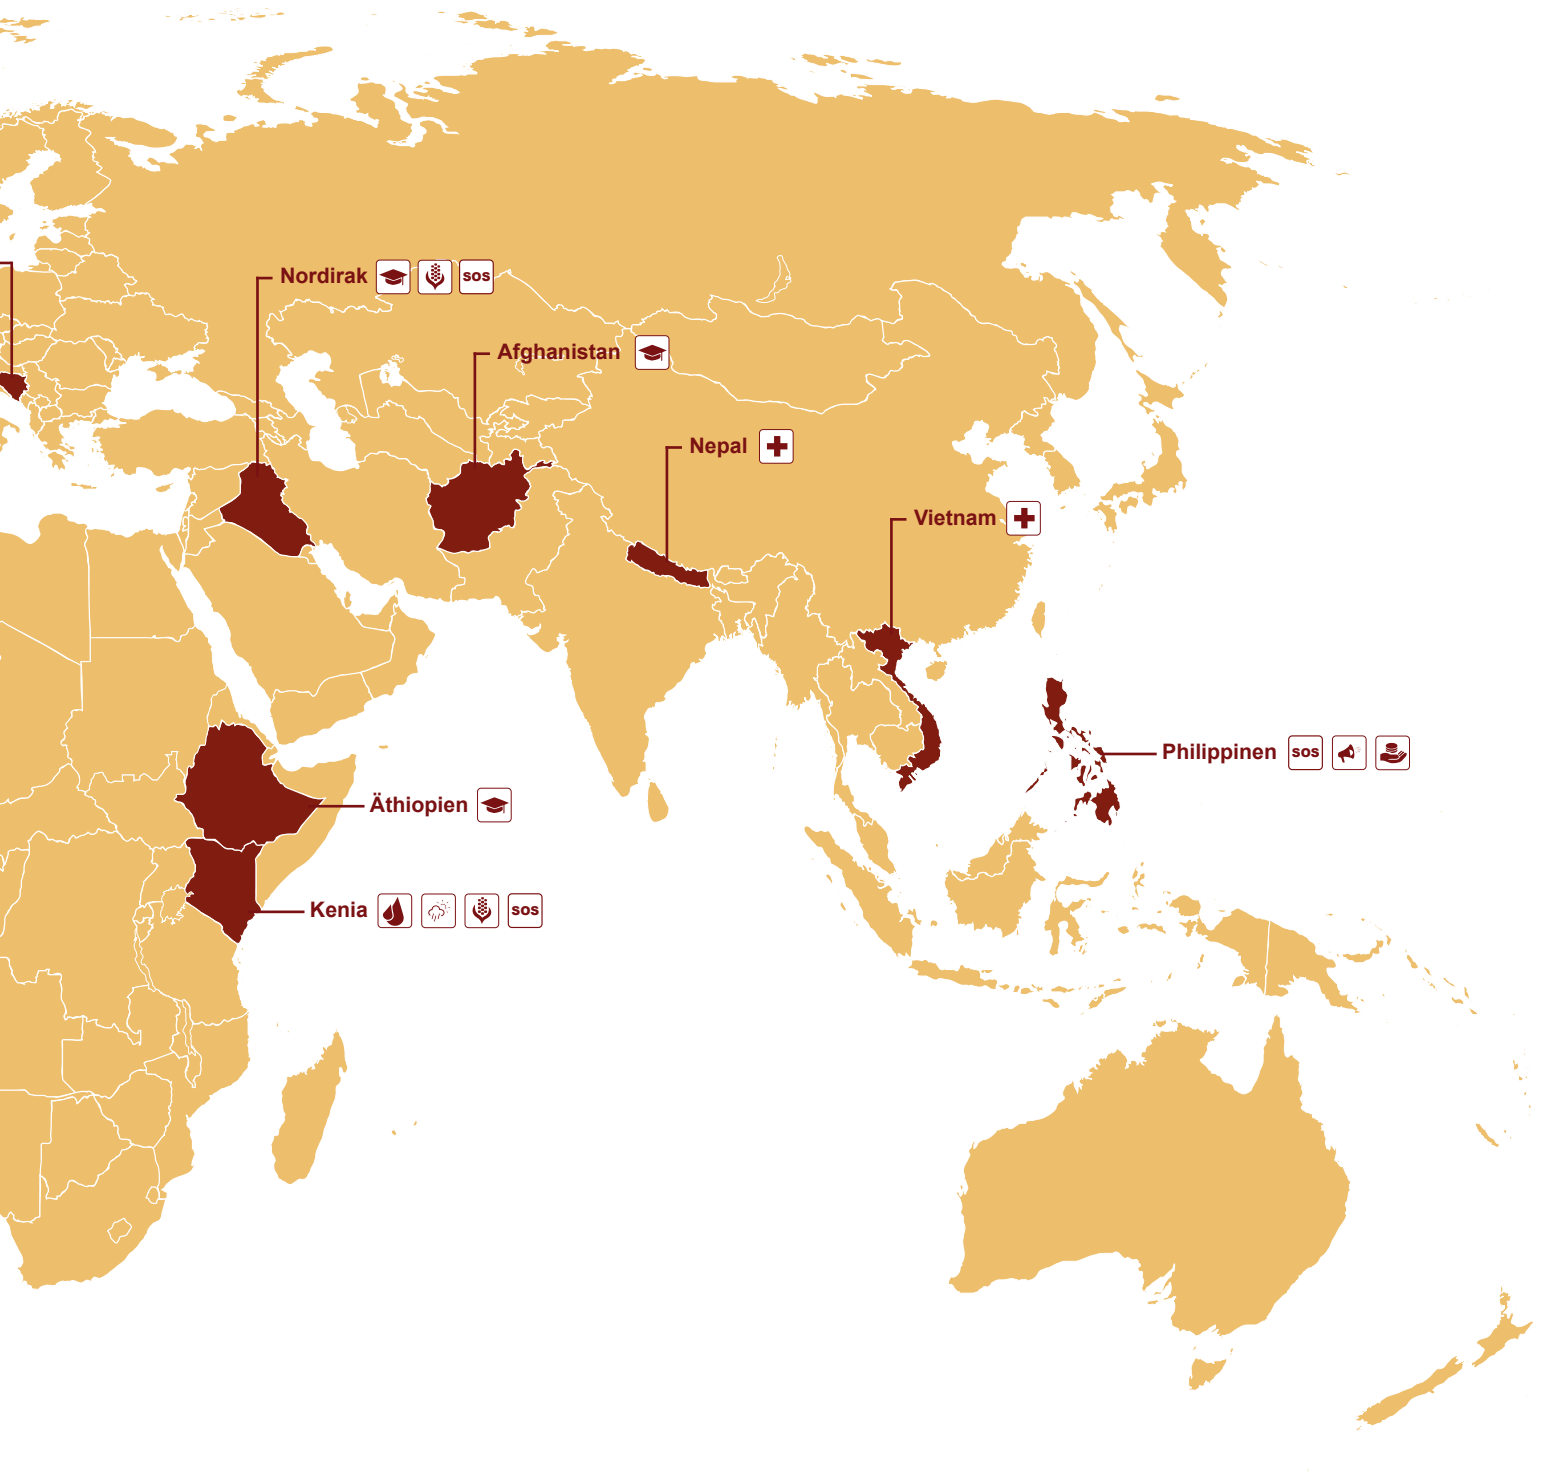 Nordirak sos
Afghanistan
Nepal
Vietnam
Philippinen sos
Äthiopien
Kenia sos